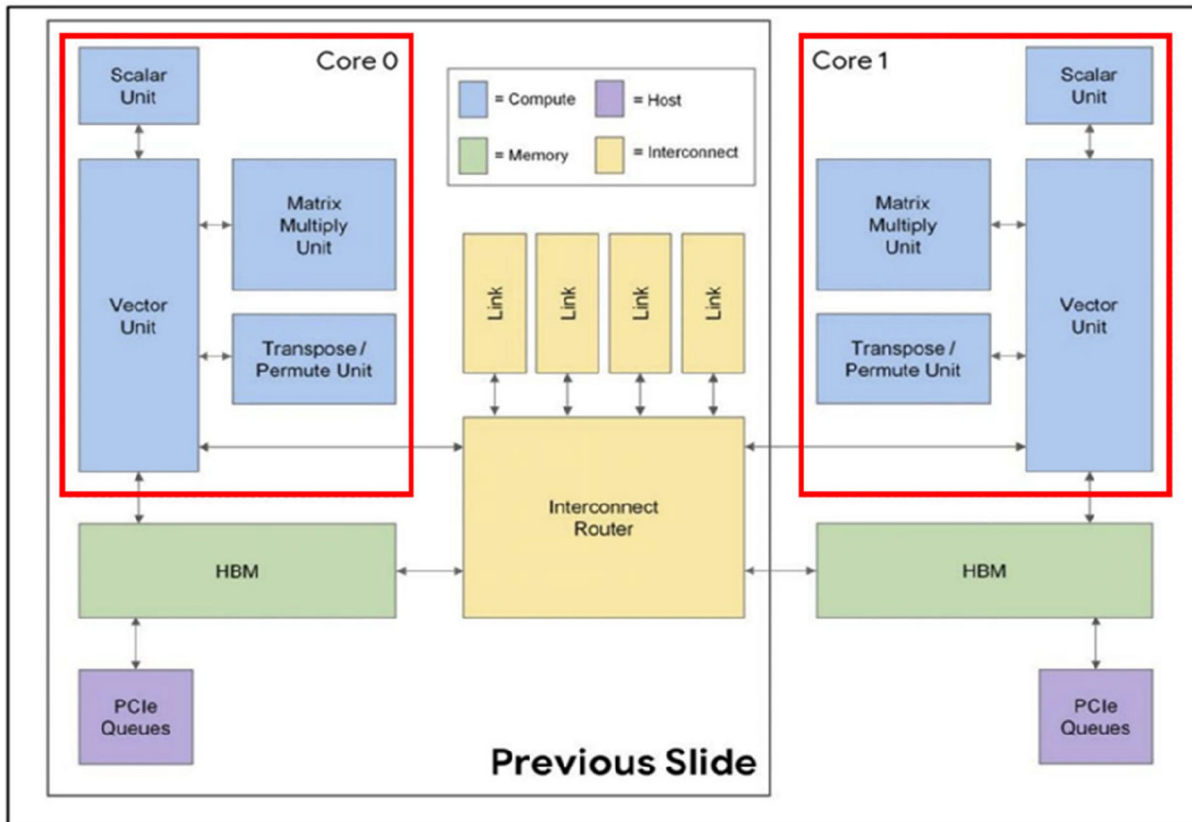 Core 0
Scalar
Unit
Vector
Unit
Matrix
Multiply
Unit
Transpose /
Permute Unit
HBM
PCIe
Queues
= Compute
= Host
= Memory
= Interconnect
Link
Link
Link
Link
Interconnect
Router
Previous Slide
Core 1
Scalar
Unit
Matrix
Multiply
Unit
Transpose /
Permute Unit
Vector
Unit
HBM
PCIe
Queues